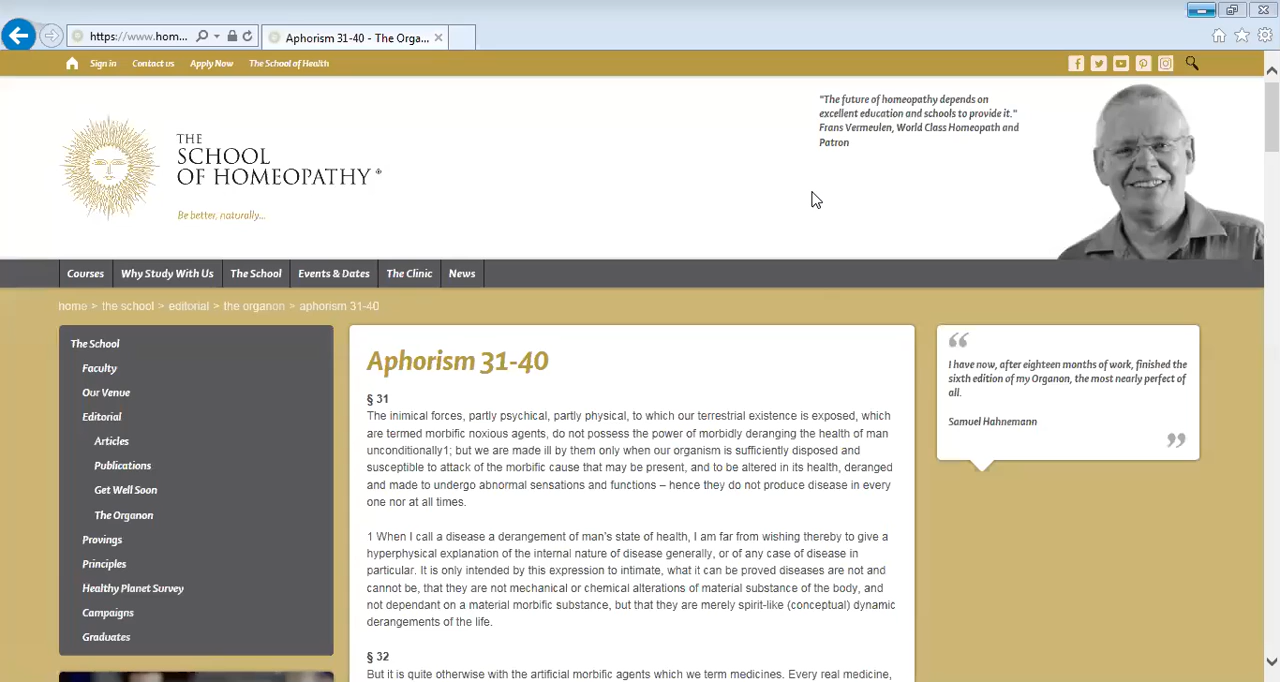 https://www.hom...
Aphorism 31-40 - The Orga...
Sign in Contact us Apply Now The School of Health
THE
SCHOOL
OF HOMEOPATHY ®
Be better, naturally...
"The future of homeopathy depends on
excellent education and schools to provide it."
Frans Vermeulen, World Class Homeopath and
Patron
Courses Why Study With Us The School Events & Dates The Clinic News
home > the school > editorial > the organon > aphorism 31-40
The School
Faculty
Our Venue
Editorial
Articles
Publications
Get Well Soon
The Organon
Provings
Principles
Healthy Planet Survey
Campaigns
Graduates
Aphorism 31-40
§ 31
The inimical forces, partly psychical, partly physical, to which our terrestrial existence is exposed, which
are termed morbific noxious agents, do not possess the power of morbidly deranging the health of man
unconditionally1; but we are made ill by them only when our organism is sufficiently disposed and
susceptible to attack of the morbific cause that may be present, and to be altered in its health, deranged
and made to undergo abnormal sensations and functions – hence they do not produce disease in every
one nor at all times.
1 When I call a disease a derangement of man's state of health, I am far from wishing thereby to give a
hyperphysical explanation of the internal nature of disease generally, or of any case of disease in
particular. It is only intended by this expression to intimate, what it can be proved diseases are not and
cannot be, that they are not mechanical or chemical alterations of material substance of the body, and
not dependant on a material morbific substance, but that they are merely spirit-like (conceptual) dynamic
derangements of the life.
§ 32
But it is quite otherwise with the artificial morbific agents which we term medicines. Every real medicine,
“
I have now, after eighteen months of work, finished the
sixth edition of my Organon, the most nearly perfect of
all.
Samuel Hahnemann
”